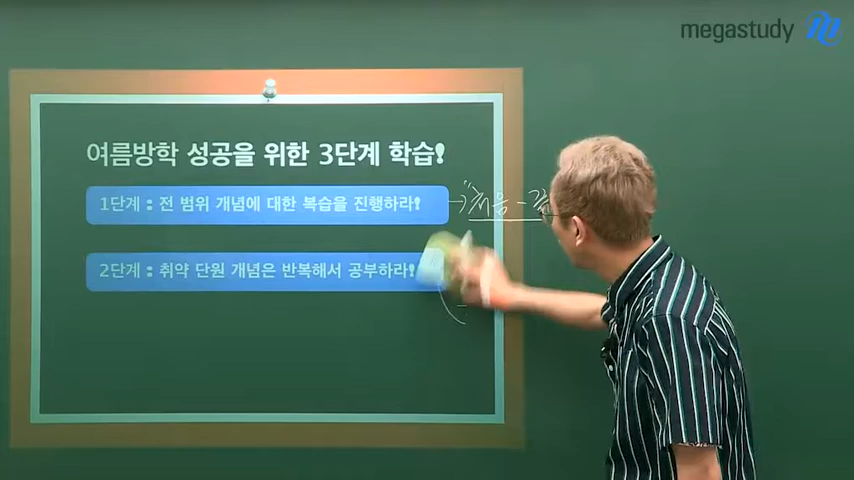 megastudy
여름방학 성공을 위한 3단계 학습!
1단계 : 전 범위 개념에 대한 복습을 진행하라!
처음 -
2단계 : 취약 단원 개념은 반복해서 공부하라!